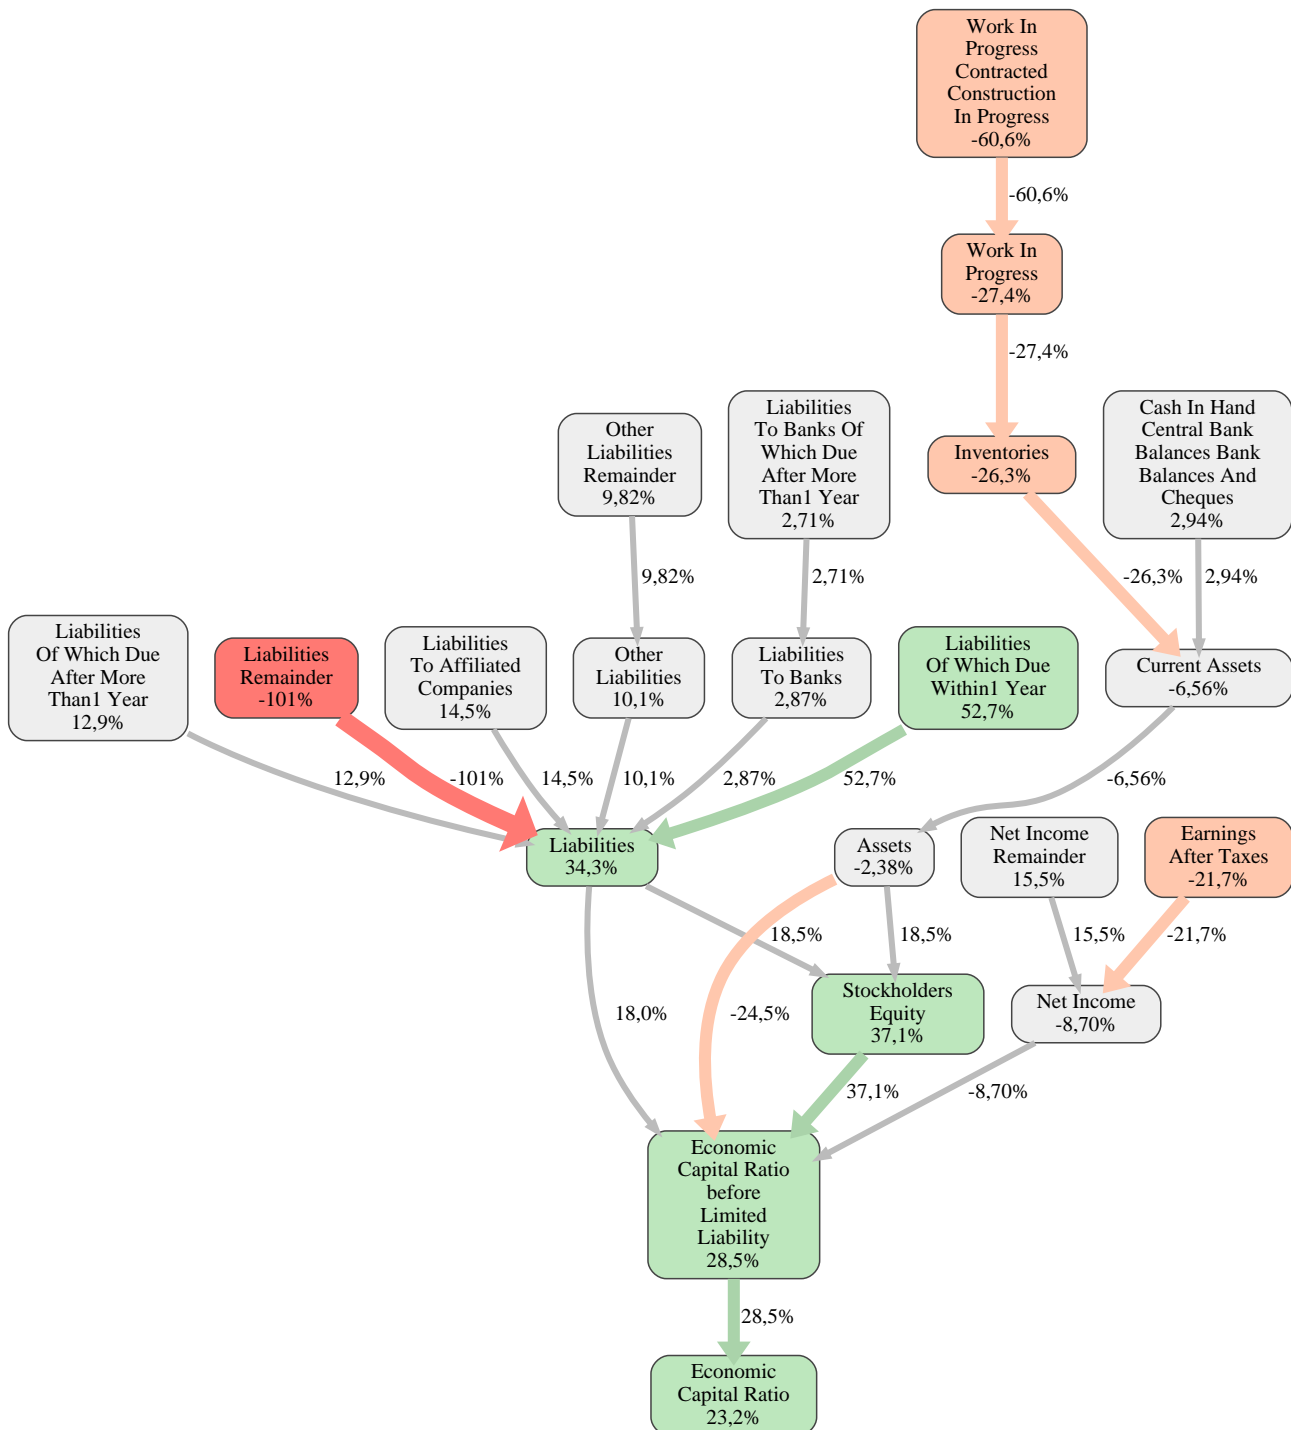 Work In
Progress
Contracted
Construction
In Progress
-60,6%
-60,6%
Work In
Progress
-27,4%
-27,4%
Other
Liabilities
Remainder
9,82%
Liabilities
To Banks Of
Which Due
After More
Than1 Year
2,71%
Inventories
-26,3%
Cash In Hand
Central Bank
Balances Bank
Balances And
Cheques
2,94%
9,82%
2,71%
-26,3%
2,94%
Liabilities
Of Which Due
After More
Than1 Year
12,9%
Liabilities
Remainder
-101%
Liabilities
To Affiliated
Companies
14,5%
Other
Liabilities
10,1%
Liabilities
To Banks
2,87%
Liabilities
Of Which Due
Within1 Year
52,7%
Current Assets
-6,56%
12,9%
-101%
14,5%
10,1%
2,87%
52,7%
-6,56%
Liabilities
34,3%
Assets
-2,38%
Net Income
Remainder
15,5%
Earnings
After Taxes
-21,7%
18,5%
18,5%
15,5%
-21,7%
Stockholders
Equity
37,1%
Net Income
-8,70%
18,0%
-24,5%
37,1%
-8,70%
Economic
Capital Ratio
before
Limited
Liability
28,5%
28,5%
Economic
Capital Ratio
23,2%